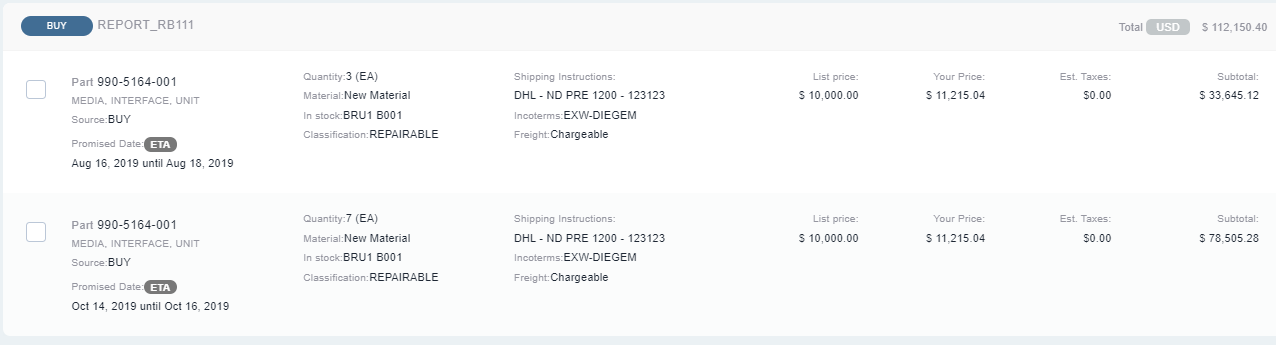 BUY REPORT_RB111 Total USD $ 112,150.40
Part 990-5164-001
MEDIA, INTERFACE, UNIT
Source:BUY
Promised Date:ETA
Aug 16, 2019 until Aug 18, 2019
Quantity:3 (EA)
Material:New Material
In stock:BRU1 B001
Classification:REPAIRABLE
Shipping Instructions:
DHL - ND PRE 1200 - 123123
Incoterms:EXW-DIEGEM
Freight:Chargeable
List price:
$ 10,000.00
Your Price:
$ 11,215.04
Est. Taxes:
$0.00
Subtotal:
$ 33,645.12
Part 990-5164-001
MEDIA, INTERFACE, UNIT
Source:BUY
Promised Date:ETA
Oct 14, 2019 until Oct 16, 2019
Quantity:7 (EA)
Material:New Material
In stock:BRU1 B001
Classification:REPAIRABLE
Shipping Instructions:
DHL - ND PRE 1200 - 123123
Incoterms:EXW-DIEGEM
Freight:Chargeable
List price:
$ 10,000.00
Your Price:
$ 11,215.04
Est. Taxes:
$0.00
Subtotal:
$ 78,505.28